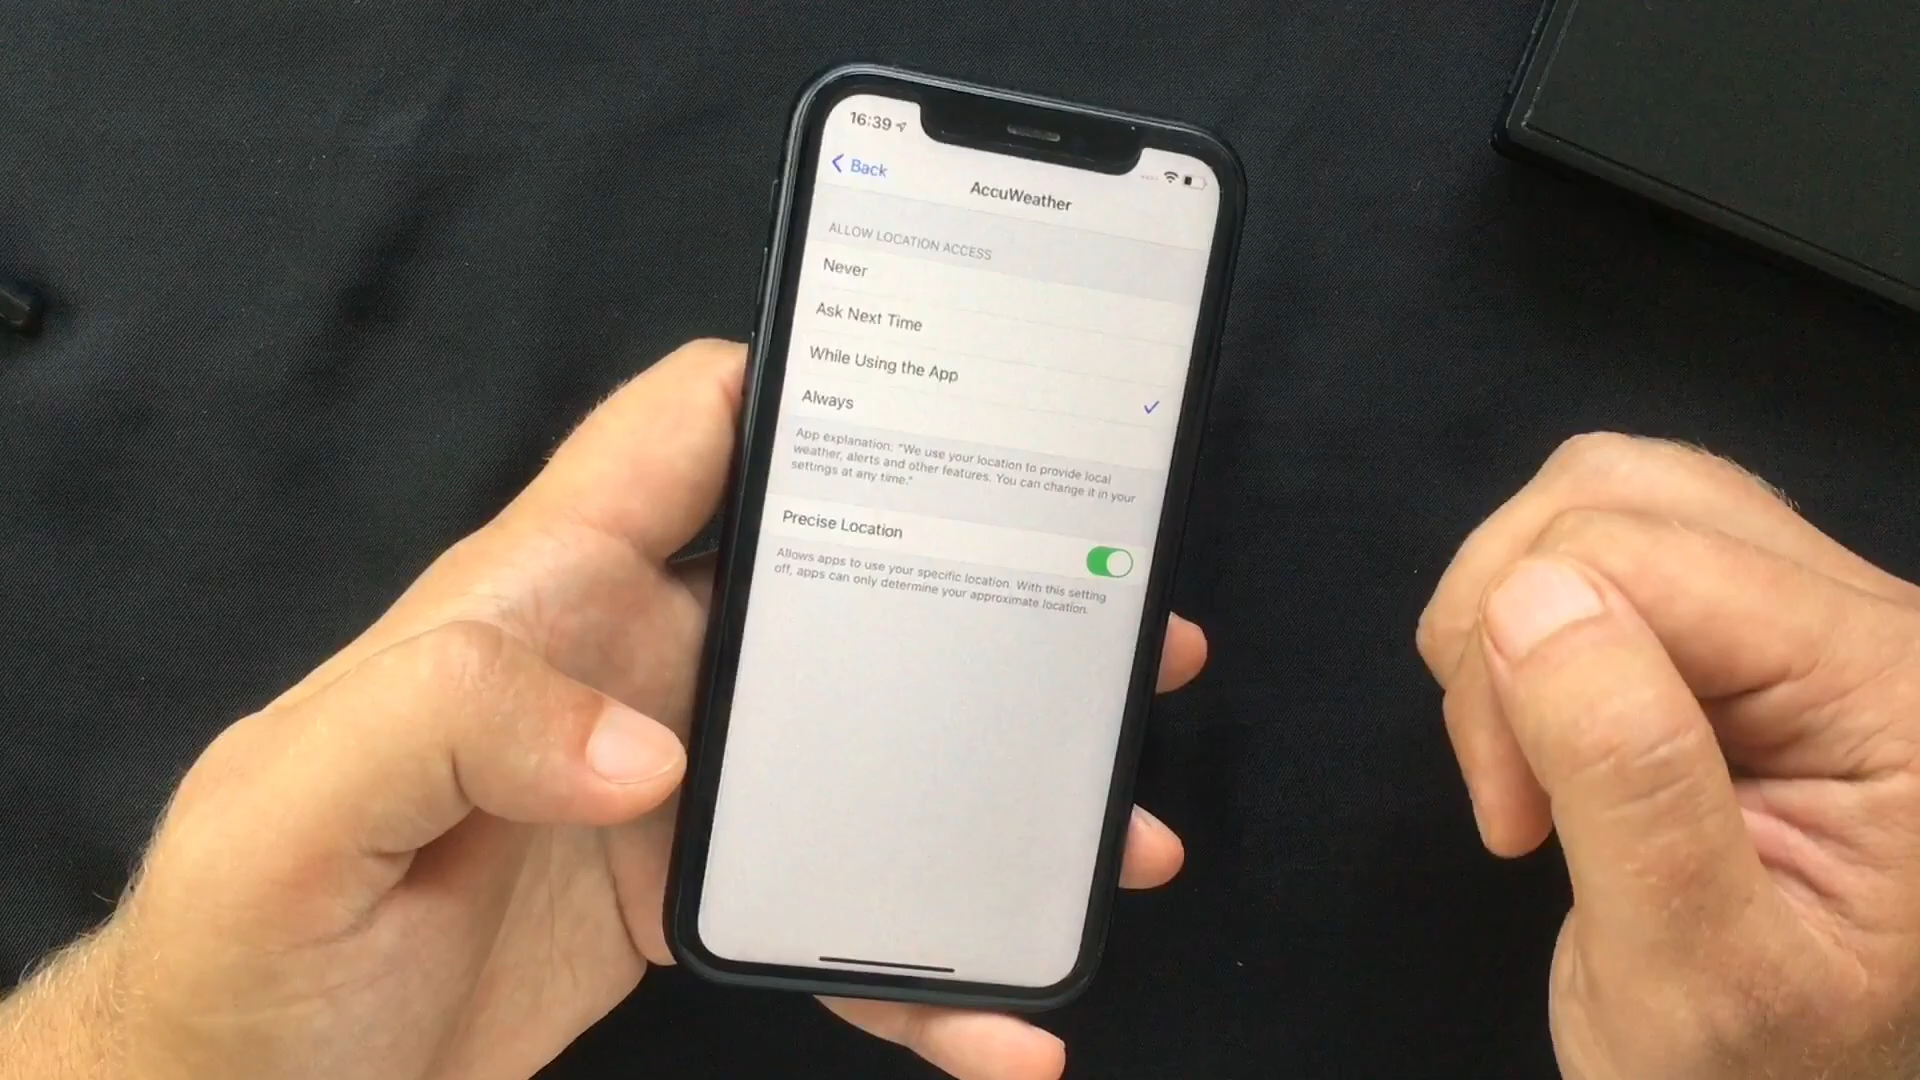 16:39
Back
AccuWeather
ALLOW LOCATION ACCESS
Never
Ask Next Time
While Using the App
Always
App explanation: “We use your location to provide local
weather, alerts and other features. You can change it in your
settings at any time.”
Precise Location
Allows apps to use your specific location. With this setting
off, apps can only determine your approximate location.